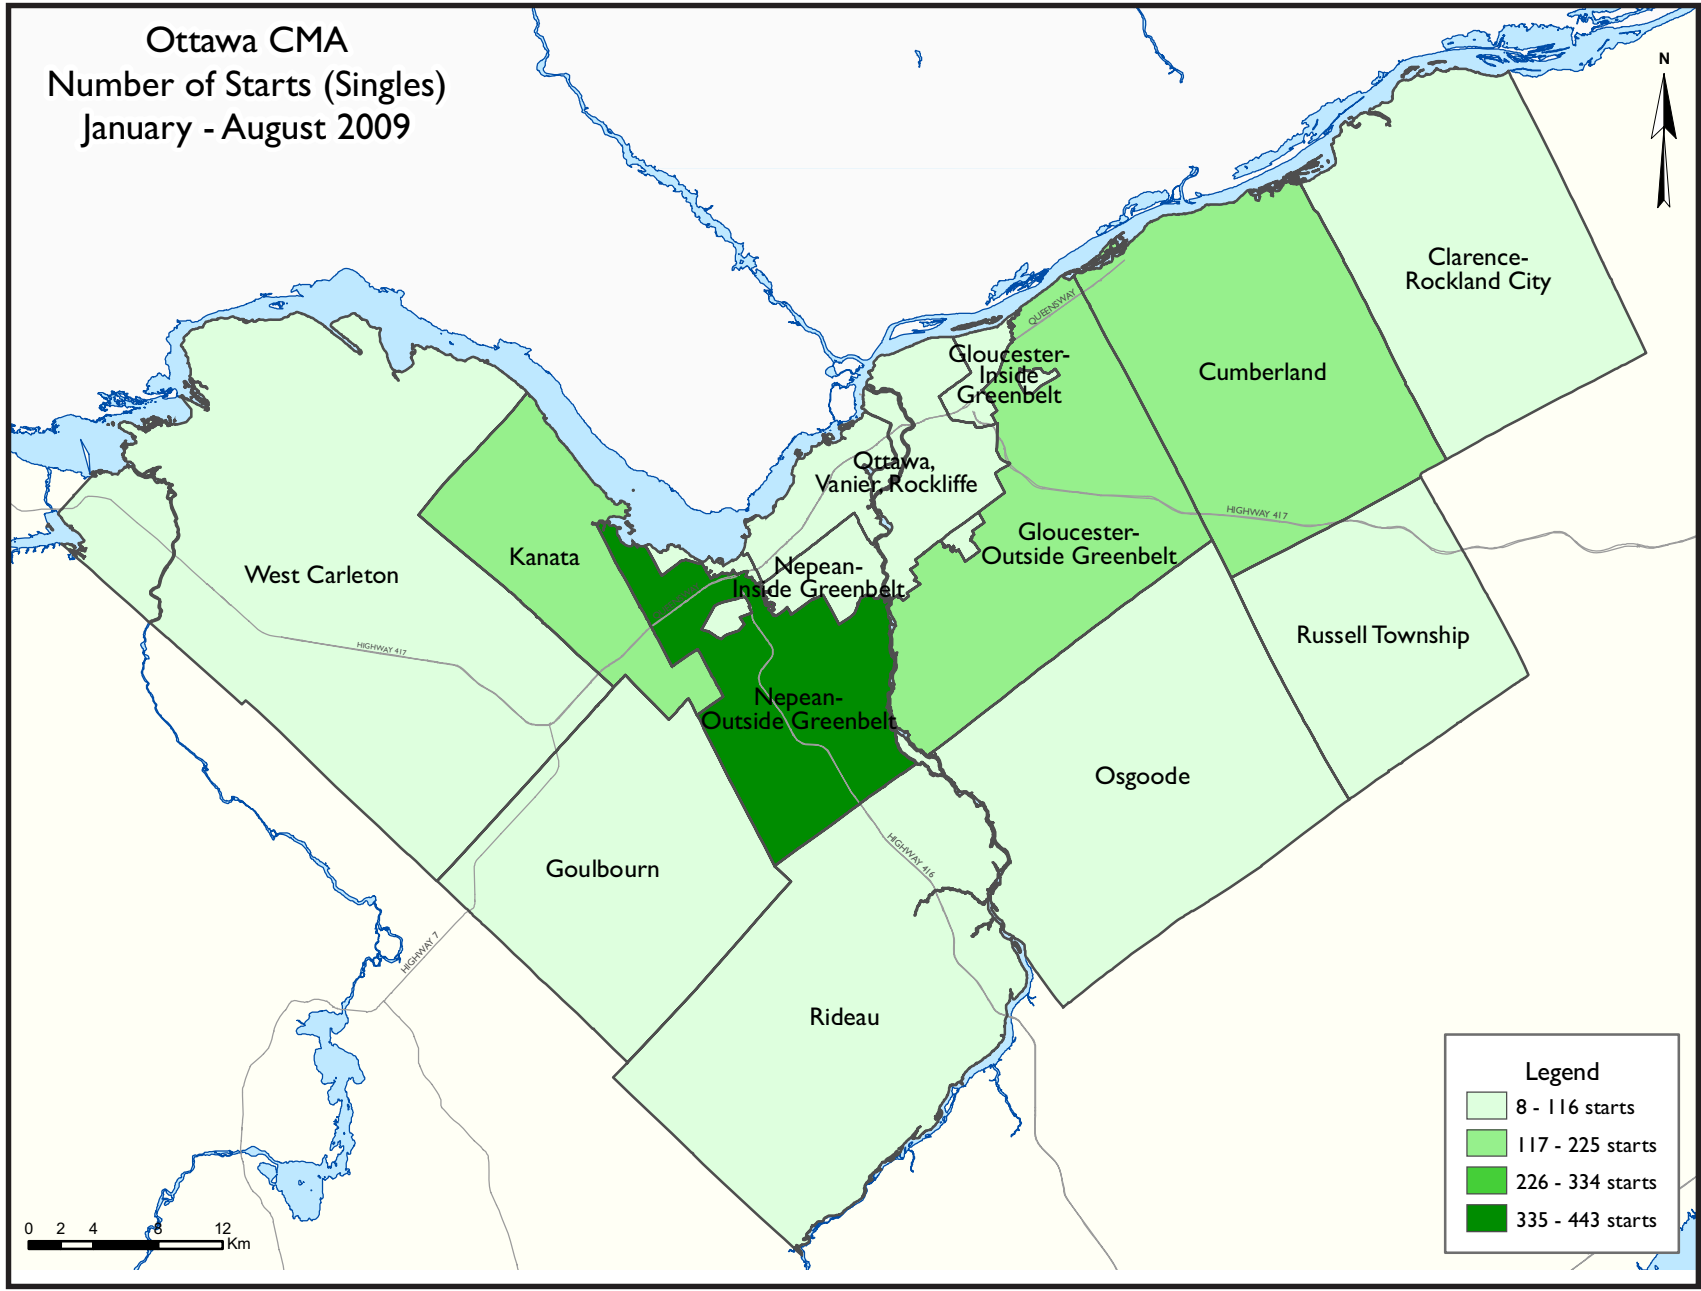 Ottawa CMA
Number of Starts (Singles)
January - August 2009
N
Clarence-
Rockland City
QUEENSWAY
Gloucester-
Inside
Greenbelt
Cumberland
Ottawa,
Vanier, Rockliffe
HIGHWAY 417
Gloucester-
Outside Greenbelt
Kanata
West Carleton
Nepean-
Inside Greenbelt
Russell Township
HIGHWAY 417
Nepean-
Outside Greenbelt
Osgoode
Goulbourn
HIGHWAY 416
HIGHWAY 7
Rideau
Legend
8 - 116 starts
117 - 225 starts
226 - 334 starts
335 - 443 starts
0 2 4 8 12
Km